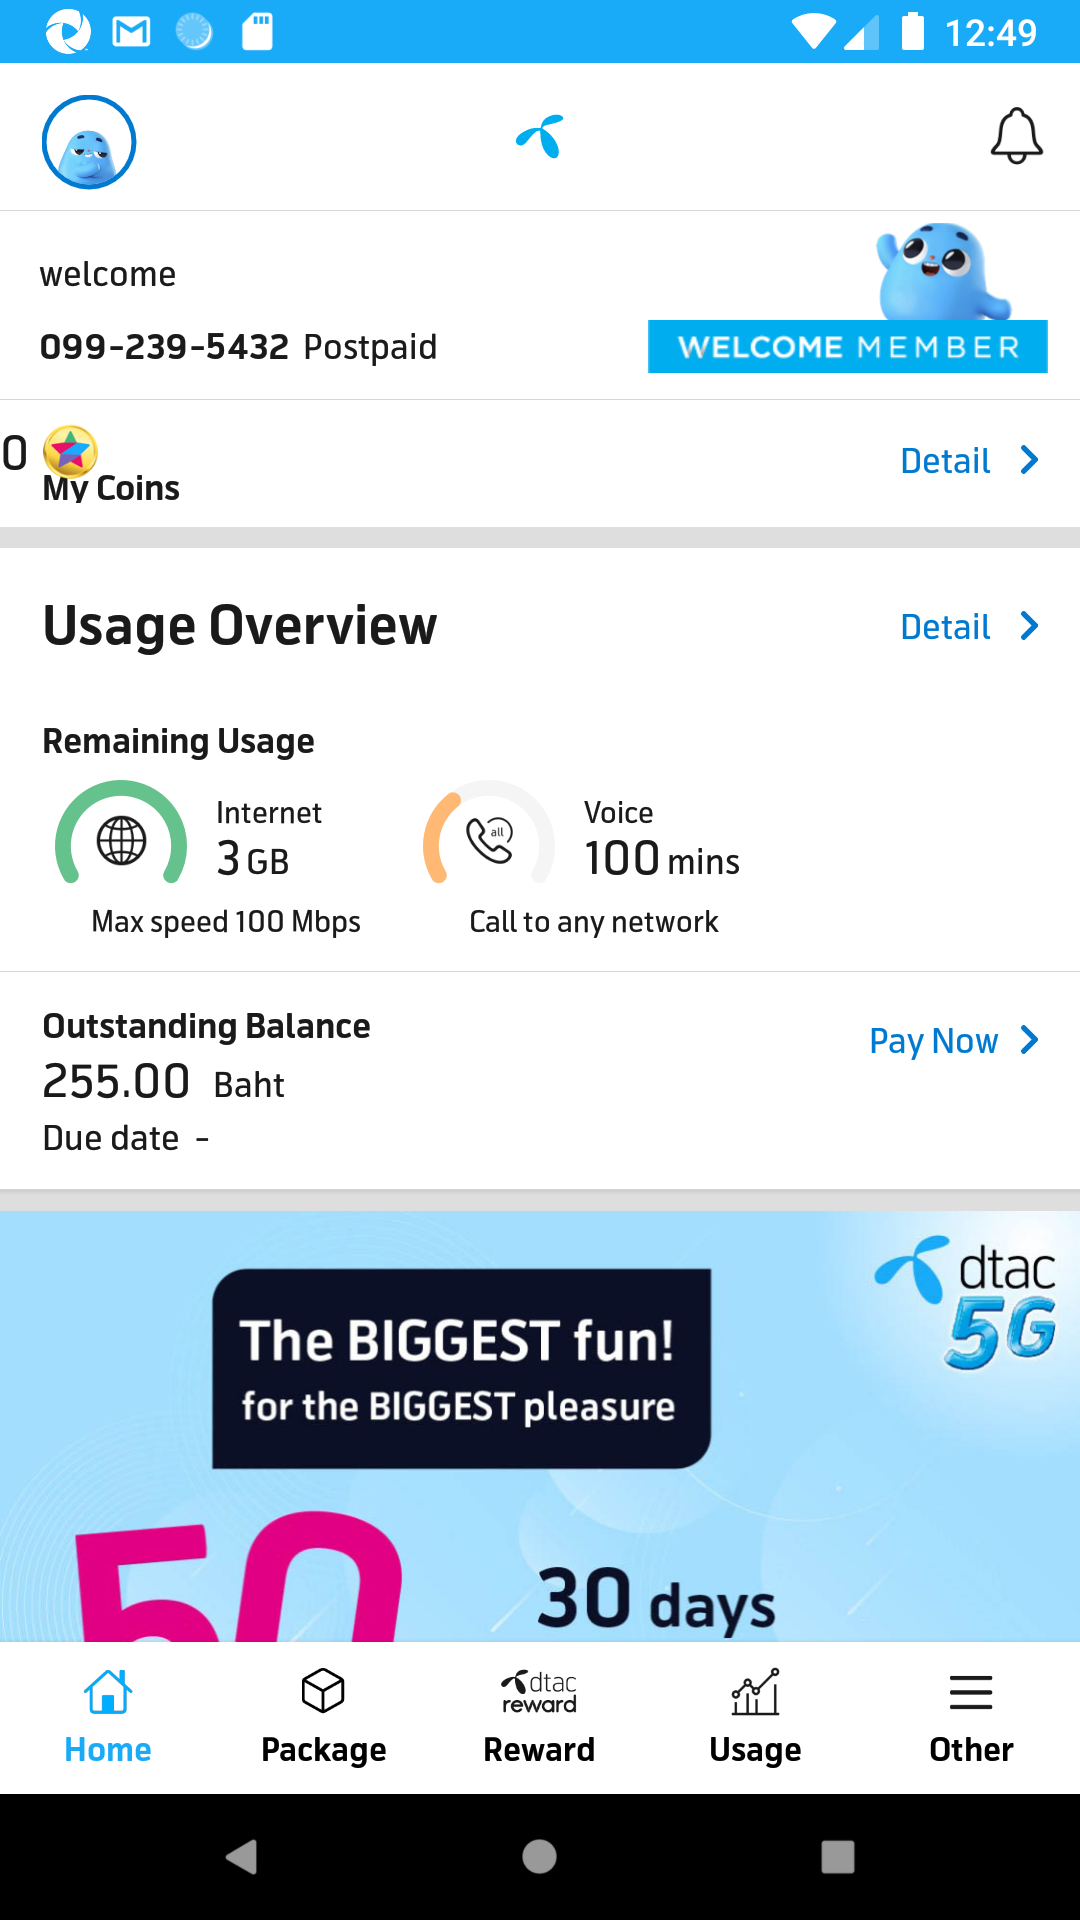 12:49
welcome
099-239-5432 Postpaid
WELCOME MEMBER
0
My Coins
Detail
Usage Overview
Detail
Remaining Usage
Internet
3 GB
Max speed 100 Mbps
all
Voice
100 mins
Call to any network
Outstanding Balance
255.00 Baht
Due date -
Pay Now
dtac
5G
The BIGGEST fun!
for the BIGGEST pleasure
50
30 days
Home
Package
dtac
reward
Reward
Usage
Other